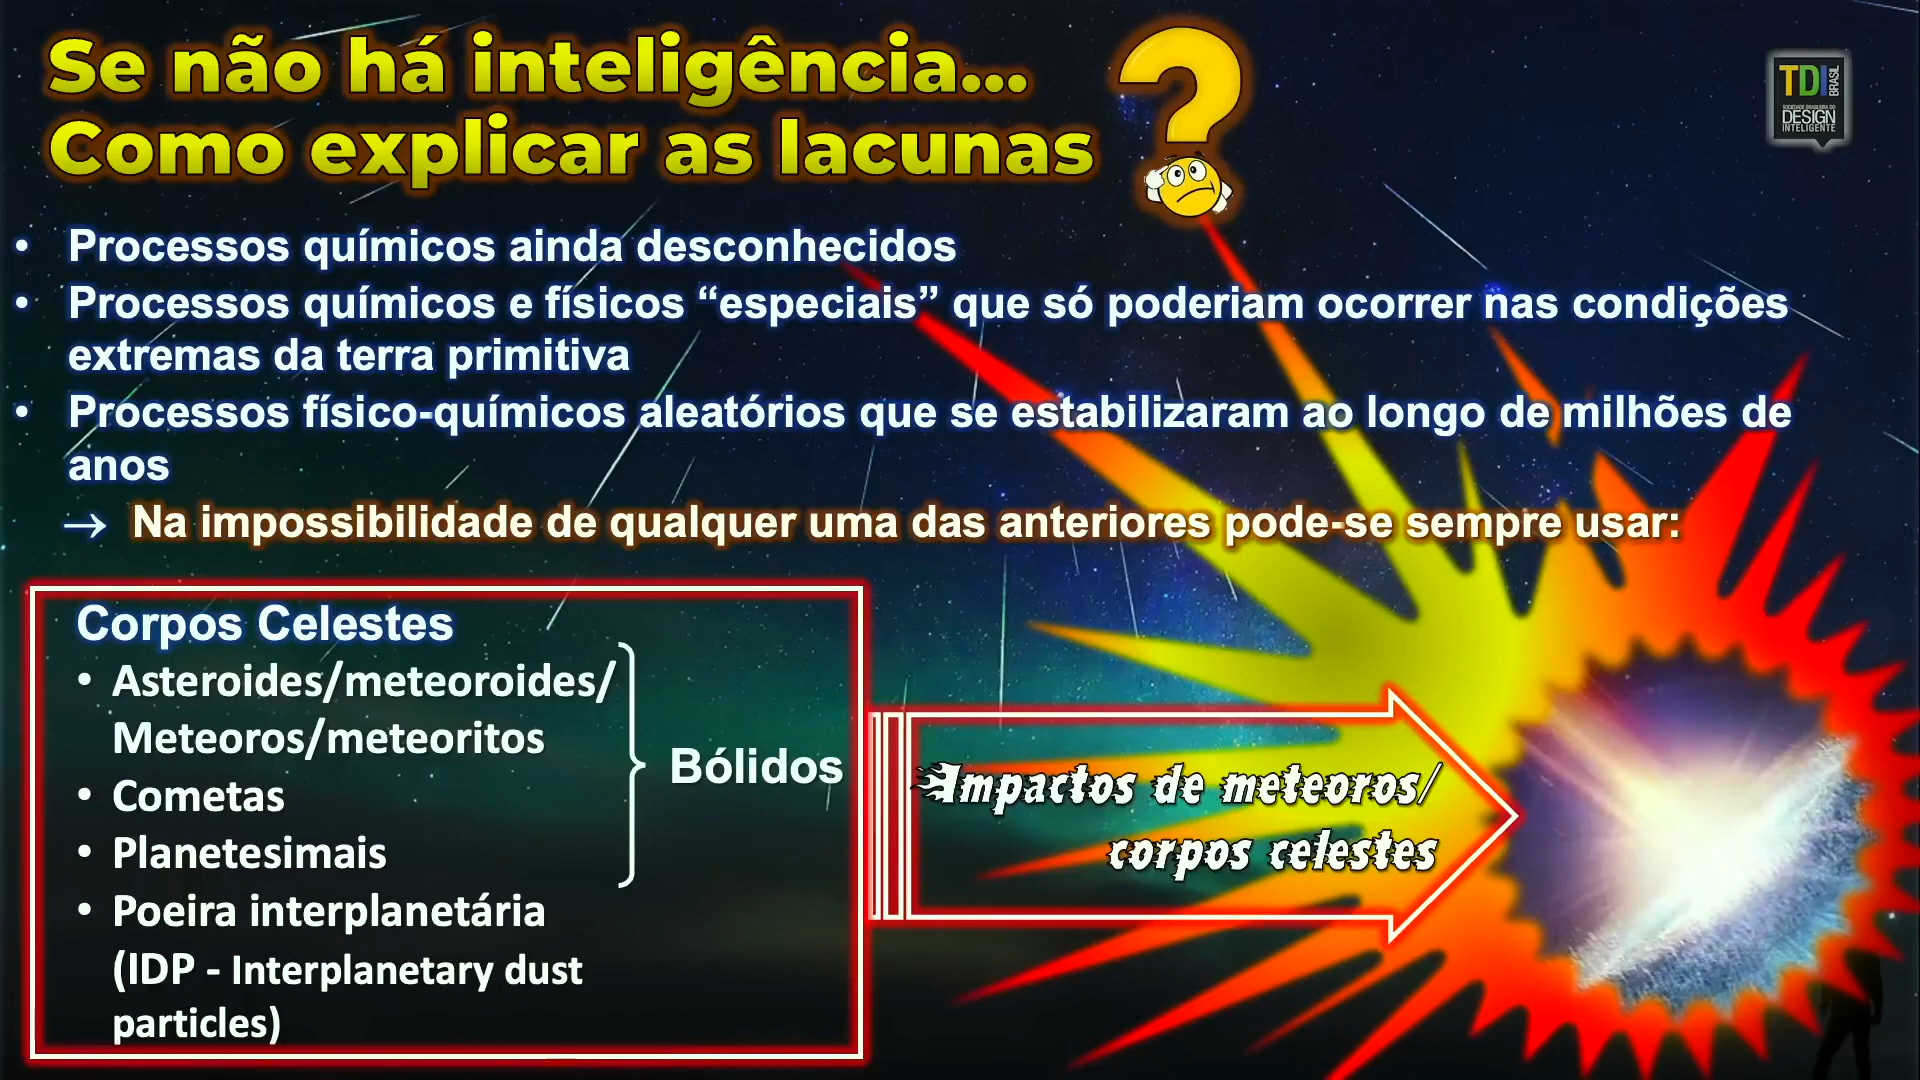 Se não há inteligência...
Como explicar as lacunas
?
TDI BRASIL
SOCIEDADE BRASILEIRA DO
DESIGN
INTELIGENTE
• Processos químicos ainda desconhecidos
• Processos químicos e físicos “especiais” que só poderiam ocorrer nas condições
extremas da terra primitiva
• Processos físico-químicos aleatórios que se estabilizaram ao longo de milhões de
anos
→ Na impossibilidade de qualquer uma das anteriores pode-se sempre usar:
Corpos Celestes
• Asteroides/meteoroides/
Meteoros/meteoritos
• Cometas
• Planetesimais
• Poeira interplanetária
(IDP - Interplanetary dust
particles)
Bólidos
Impactos de meteoros/
corpos celestes